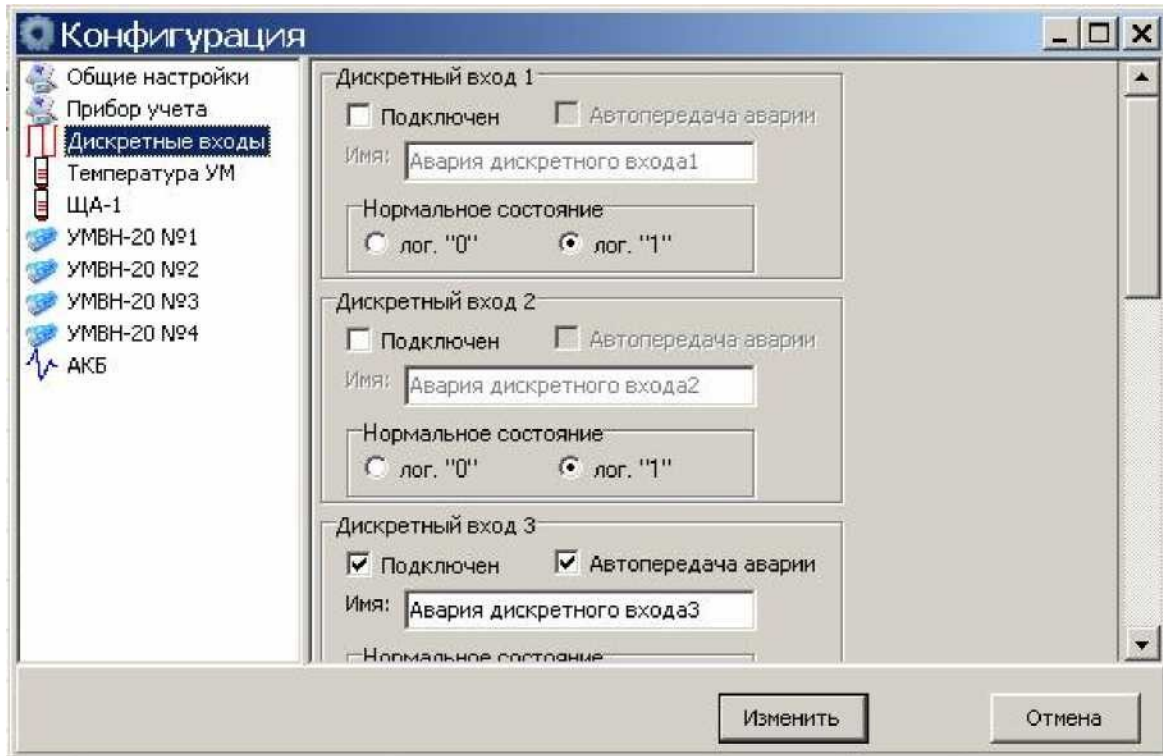 Конфигурация
Общие настройки
Прибор учета
Дискретные входы
Температура УМ
ЩА-1
УМВН-20 №1
УМВН-20 №2
УМВН-20 №3
УМВН-20 №4
АКБ
Дискретный вход 1
Подключен Автопередача аварии
Имя: Авария дискретного входа1
Нормальное состояние
лог. "0" лог. "1"
Дискретный вход 2
Подключен Автопередача аварии
Имя: Авария дискретного входа2
Нормальное состояние
лог. "0" лог. "1"
Дискретный вход 3
Подключен Автопередача аварии
Имя: Авария дискретного входа3
Нормальное состояние
Изменить Отмена